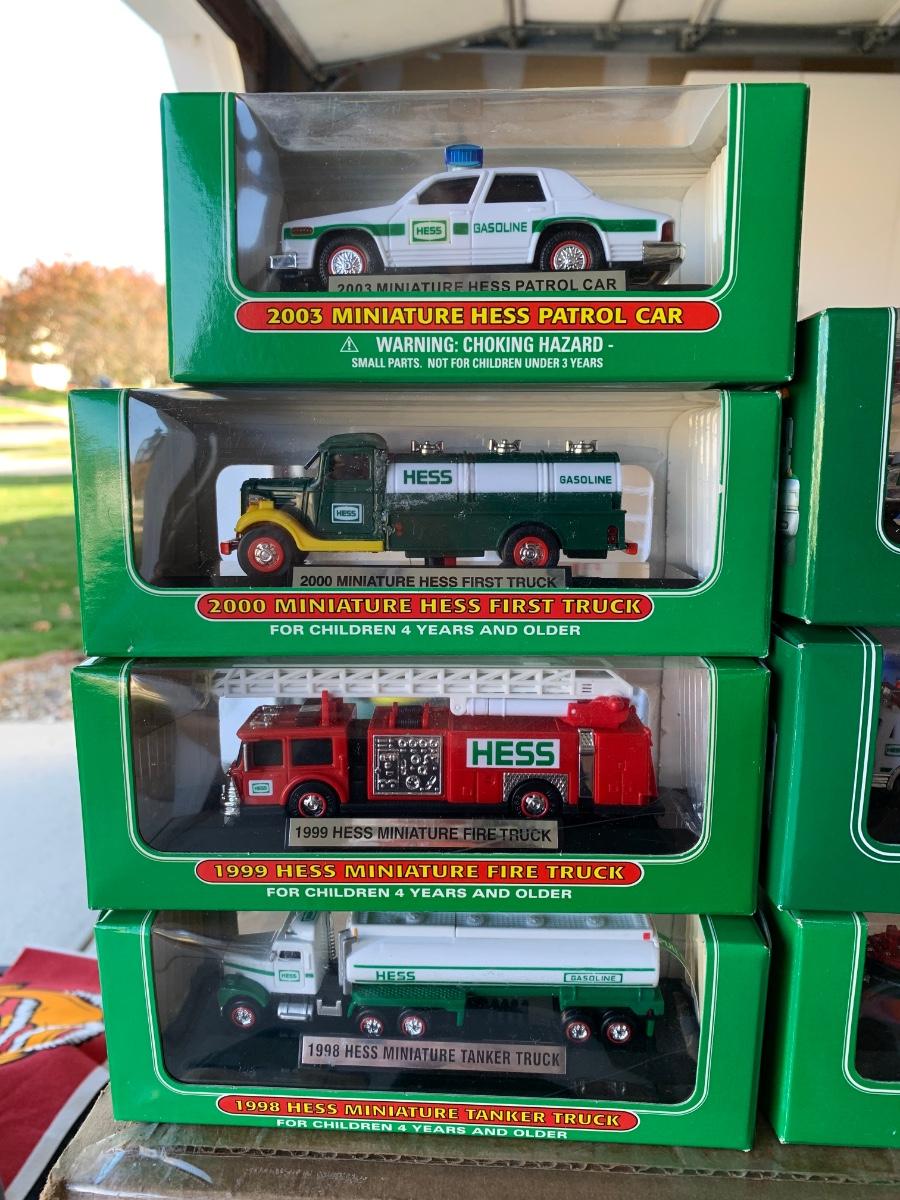 HESS
GASOLINE
2003 MINIATURE HESS PATROL CAR
2003 MINIATURE HESS PATROL CAR
⚠ WARNING: CHOKING HAZARD -
SMALL PARTS. NOT FOR CHILDREN UNDER 3 YEARS
HESS
GASOLINE
HESS
2000 MINIATURE HESS FIRST TRUCK
2000 MINIATURE HESS FIRST TRUCK
FOR CHILDREN 4 YEARS AND OLDER
HESS
HESS
1999 HESS MINIATURE FIRE TRUCK
1999 HESS MINIATURE FIRE TRUCK
FOR CHILDREN 4 YEARS AND OLDER
HESS
HESS
GASOLINE
1998 HESS MINIATURE TANKER TRUCK
1998 HESS MINIATURE TANKER TRUCK
FOR CHILDREN 4 YEARS AND OLDER